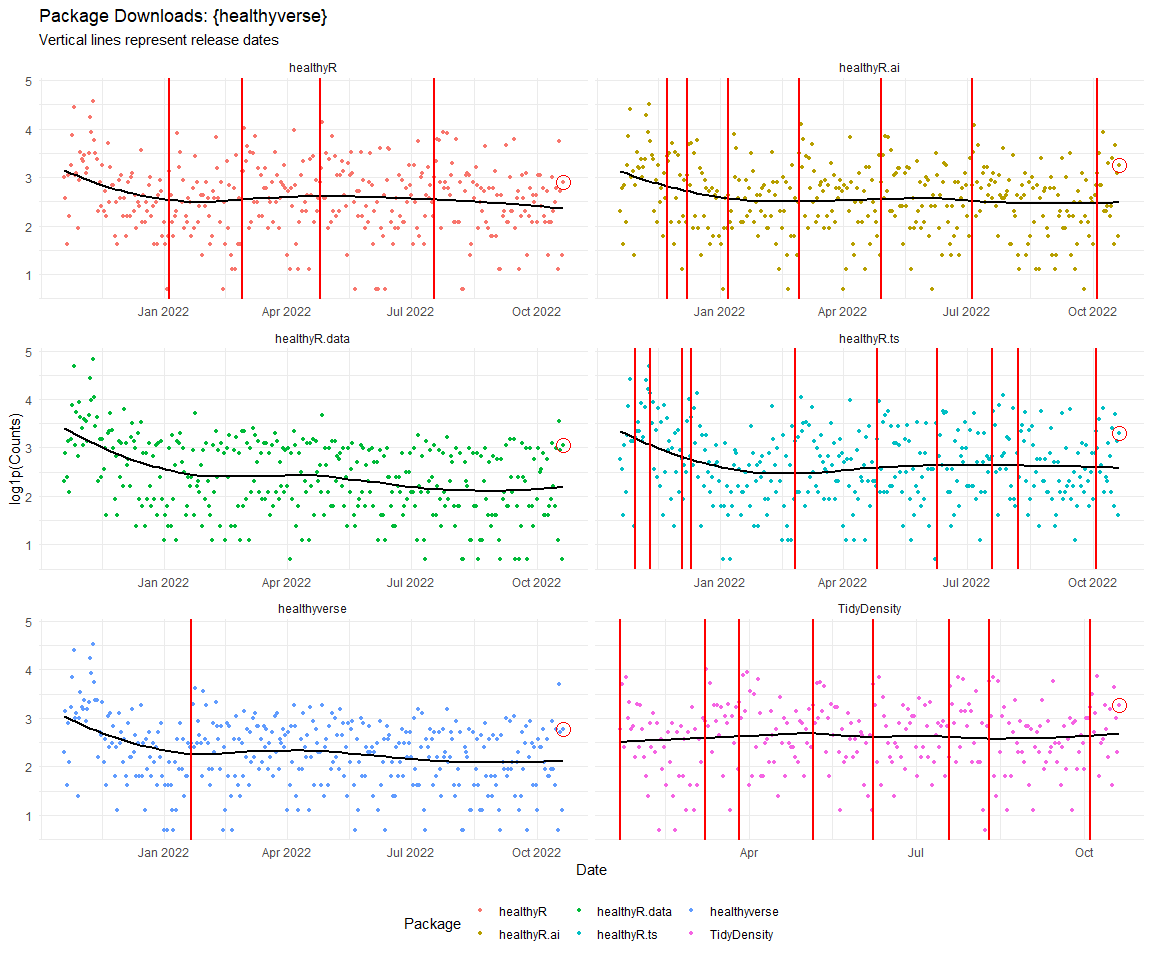 Package Downloads: {healthyverse}
Vertical lines represent release dates
healthyR
healthyR.ai
5
4
3
2
1
Jan 2022 Apr 2022 Jul 2022 Oct 2022
Jan 2022 Apr 2022 Jul 2022 Oct 2022
healthyR.data
healthyR.ts
5
4
3
2
1
Jan 2022 Apr 2022 Jul 2022 Oct 2022
Jan 2022 Apr 2022 Jul 2022 Oct 2022
log1p(Counts)
healthyverse
TidyDensity
5
4
3
2
1
Jan 2022 Apr 2022 Jul 2022 Oct 2022
Apr Jul Oct
Date
Package
healthyR healthyR.data healthyverse
healthyR.ai healthyR.ts TidyDensity